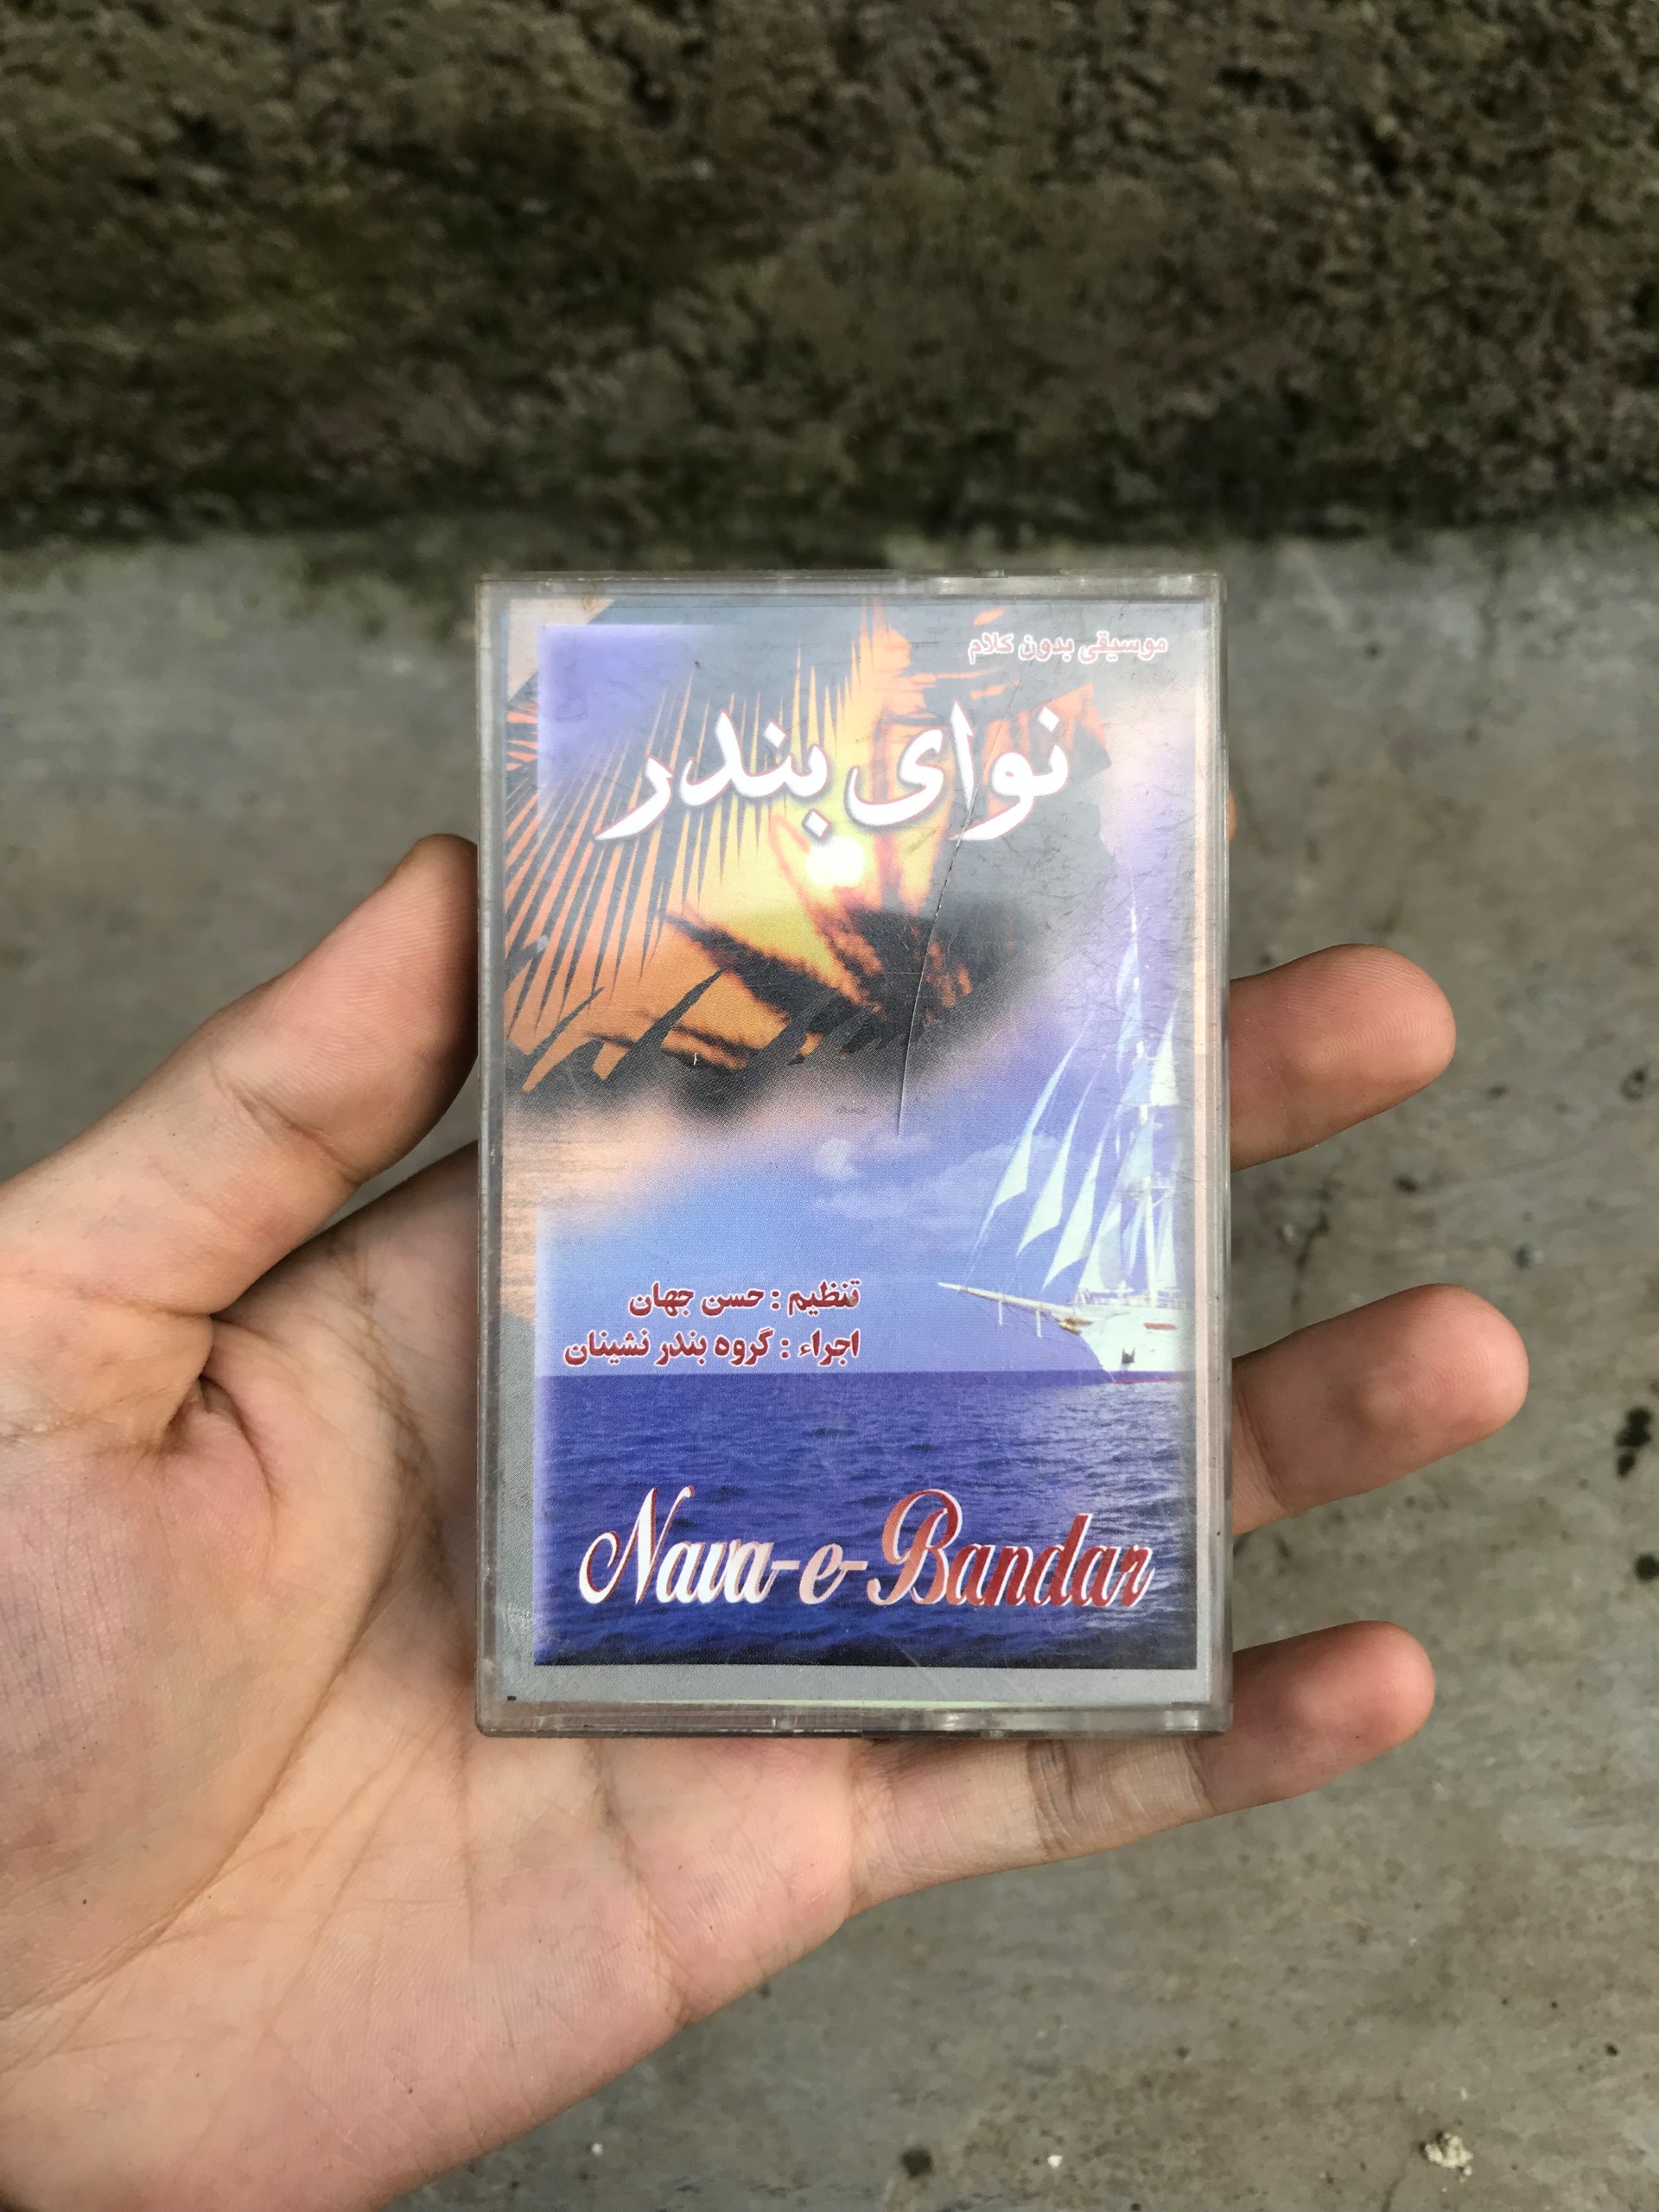 موسیقی بدون کلام
نوای بندر
تنظیم : حسن جهان
اجراء : گروه بندر نشینان
Nava-e-Bandar